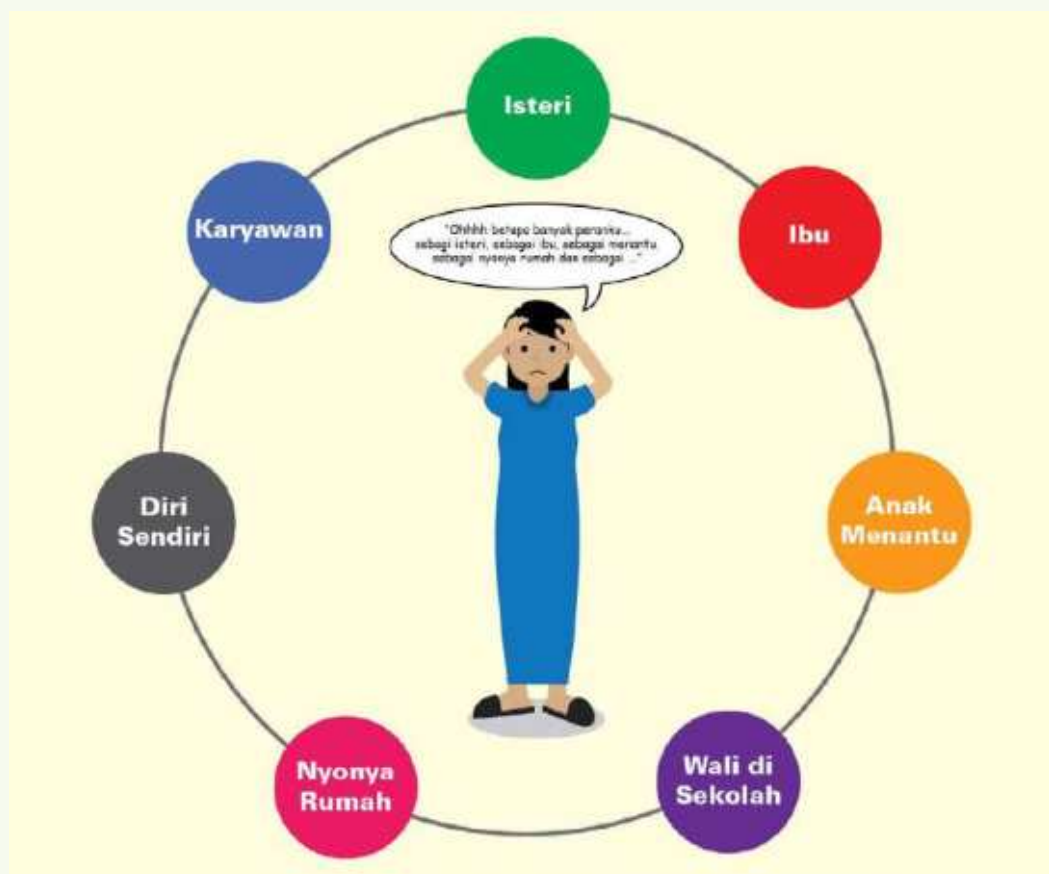 Isteri
Karyawan
Ibu
"Ohhhh betapa banyak peranku...
sebagi isteri, sebagai ibu, sebagai menantu
sebagai nyonya rumah dan sebagai ..."
Diri
Sendiri
Anak
Menantu
Nyonya
Rumah
Wali di
Sekolah